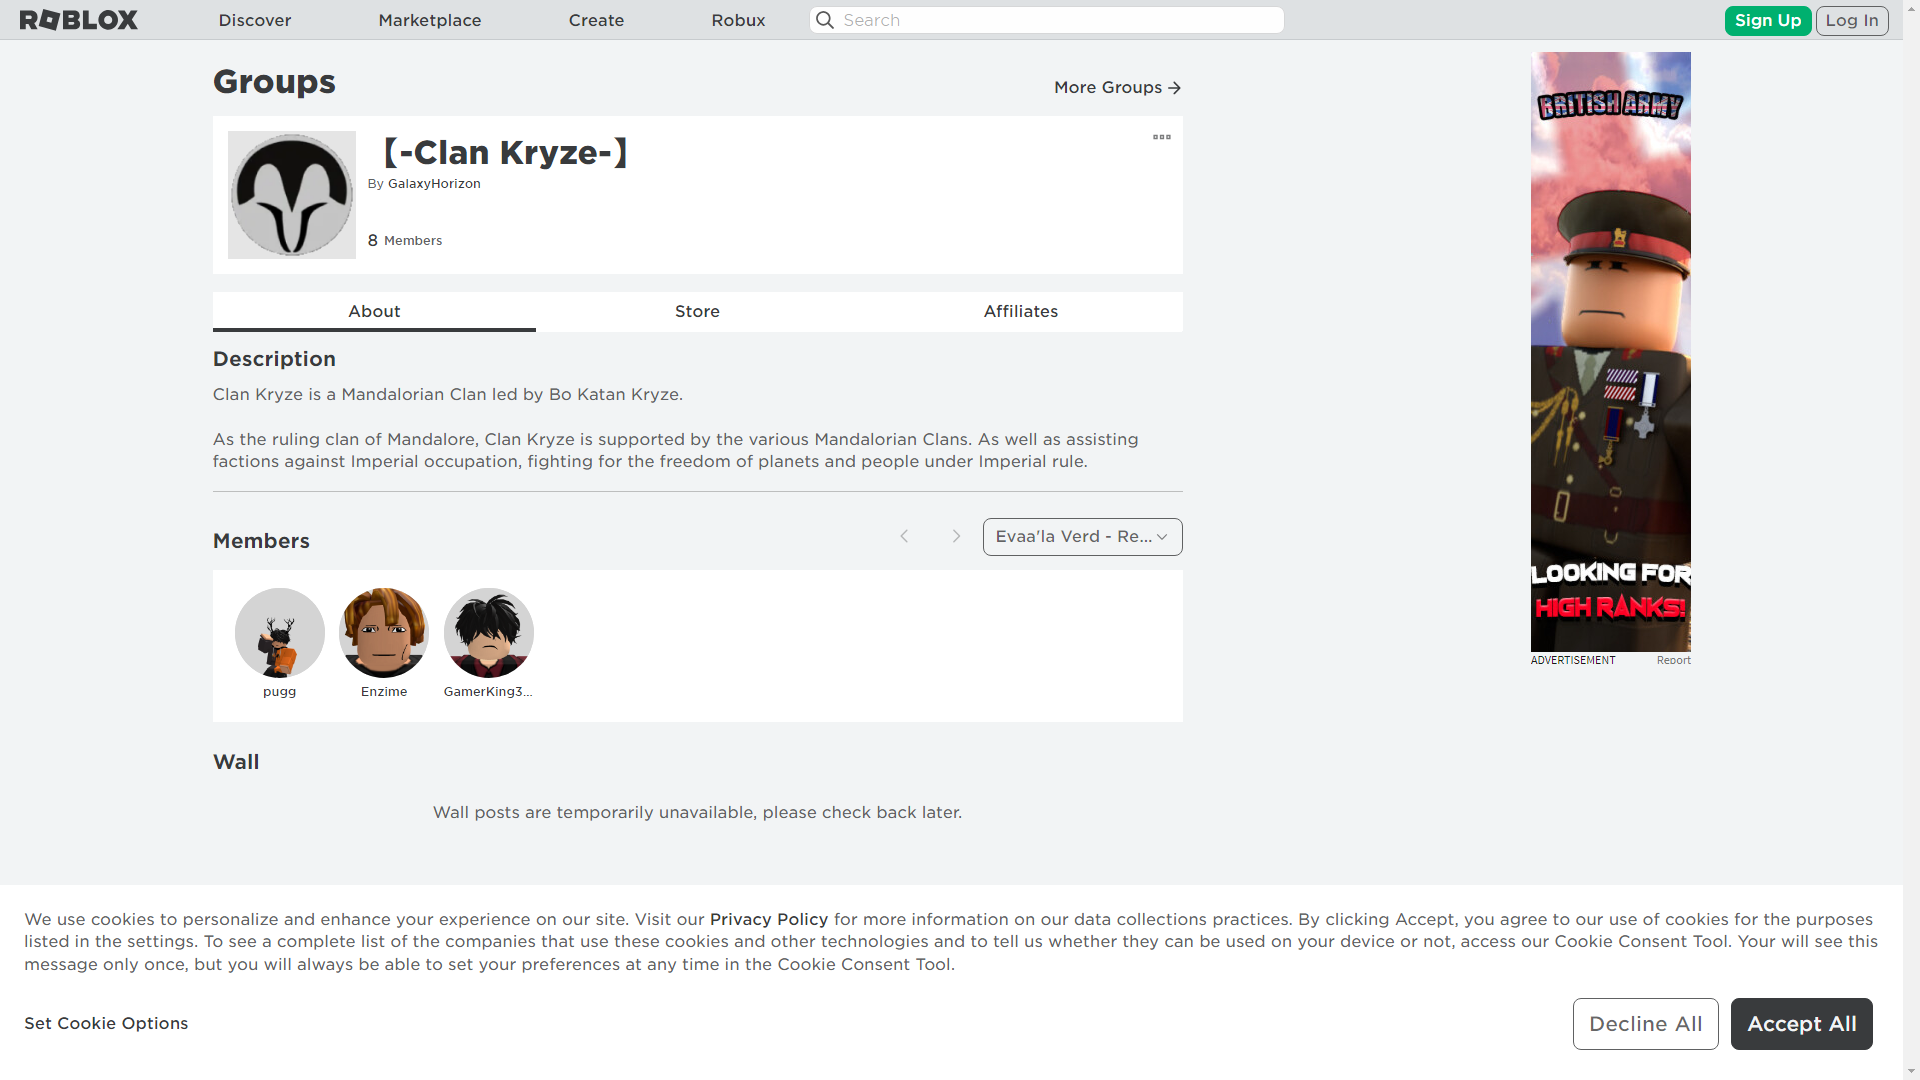 ROBLOX
Discover
Marketplace
Create
Robux
Search
Sign Up
Log In
Groups
More Groups
【-Clan Kryze-】
By GalaxyHorizon
8 Members
About
Store
Affiliates
Description
Clan Kryze is a Mandalorian Clan led by Bo Katan Kryze.
As the ruling clan of Mandalore, Clan Kryze is supported by the various Mandalorian Clans. As well as assisting
factions against Imperial occupation, fighting for the freedom of planets and people under Imperial rule.
Members
Evaa'la Verd - Re...
pugg
Enzime
GamerKing3...
Wall
Wall posts are temporarily unavailable, please check back later.
BRITISH ARMY
LOOKING FOR
HIGH RANKS!
ADVERTISEMENT
Report
We use cookies to personalize and enhance your experience on our site. Visit our Privacy Policy for more information on our data collections practices. By clicking Accept, you agree to our use of cookies for the purposes
listed in the settings. To see a complete list of the companies that use these cookies and other technologies and to tell us whether they can be used on your device or not, access our Cookie Consent Tool. Your will see this
message only once, but you will always be able to set your preferences at any time in the Cookie Consent Tool.
Set Cookie Options
Decline All
Accept All